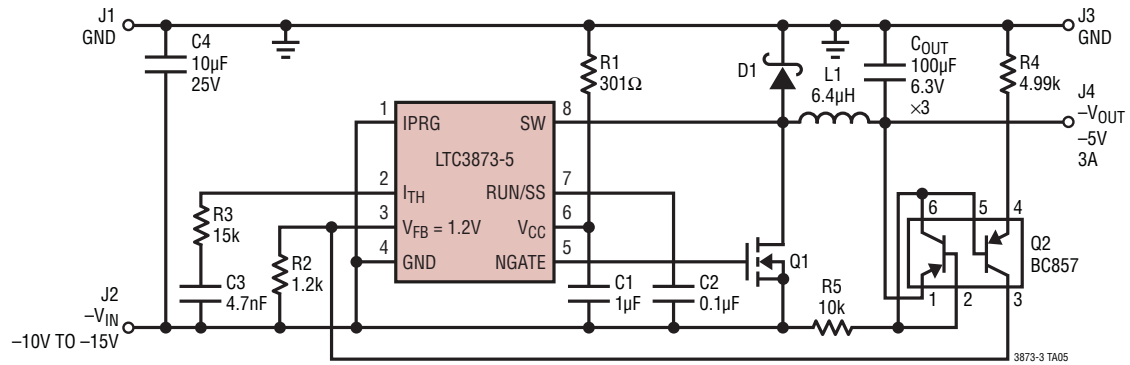 J1
GND
C4
10µF
25V
R1
301Ω
D1
L1
6.4µH
COUT
100µF
6.3V
×3
R4
4.99k
J3
GND
J4
–VOUT
–5V
3A
1
IPRG
SW
8
LTC3873-5
2
ITH
RUN/SS
7
3
VFB = 1.2V
VCC
6
4
GND
NGATE
5
R3
15k
C3
4.7nF
R2
1.2k
C1
1µF
C2
0.1µF
Q1
R5
10k
6
5
4
Q2
BC857
1
2
3
J2
–VIN
–10V TO –15V
3873-3 TA05